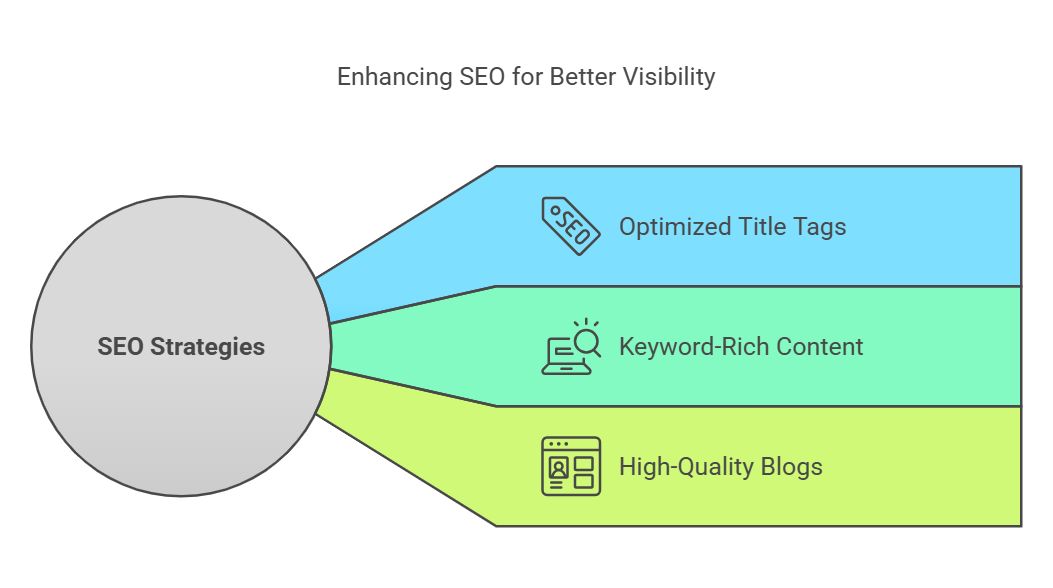 Enhancing SEO for Better Visibility
SEO
Optimized Title Tags
SEO Strategies
Keyword-Rich Content
High-Quality Blogs